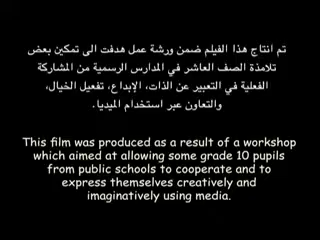 تم انتاج هذا الفيلم ضمن ورشة عمل هدفت الى تمكين بعض
تلامذة الصف العاشر في المدارس الرسمية من المشاركة
الفعلية في التعبير عن الذات، الإبداع، تفعيل الخيال،
والتعاون عبر استخدام الميديا.
This film was produced as a result of a workshop
which aimed at allowing some grade 10 pupils
from public schools to cooperate and to
express themselves creatively and
imaginatively using media.